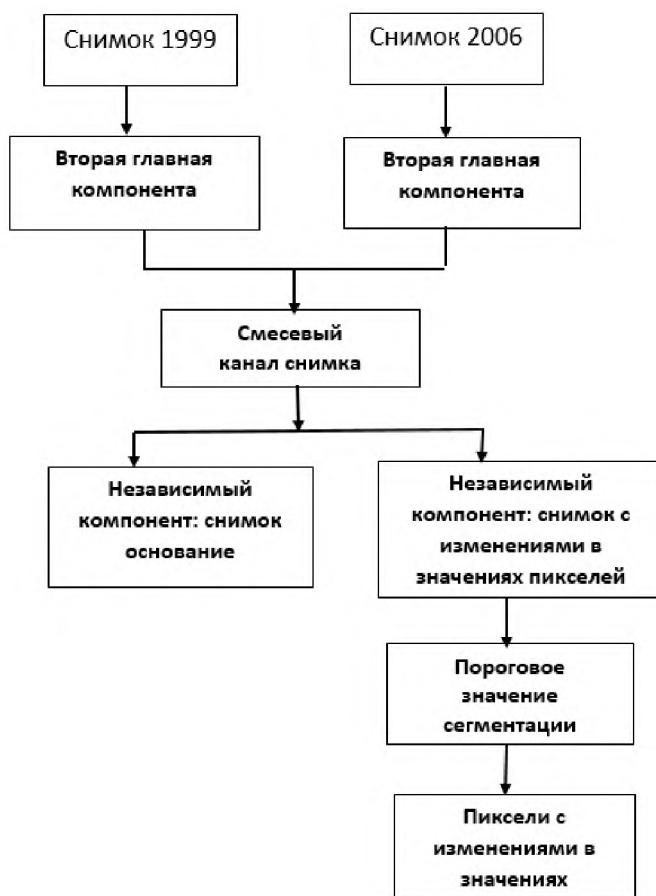 Снимок 1999
Снимок 2006
Вторая главная
компонента
Вторая главная
компонента
Смесевый
канал снимка
Независимый
компонент: снимок
основание
Независимый
компонент: снимок с
изменениями в
значениях пикселей
Пороговое
значение
сегментации
Пиксели с
изменениями в
значениях